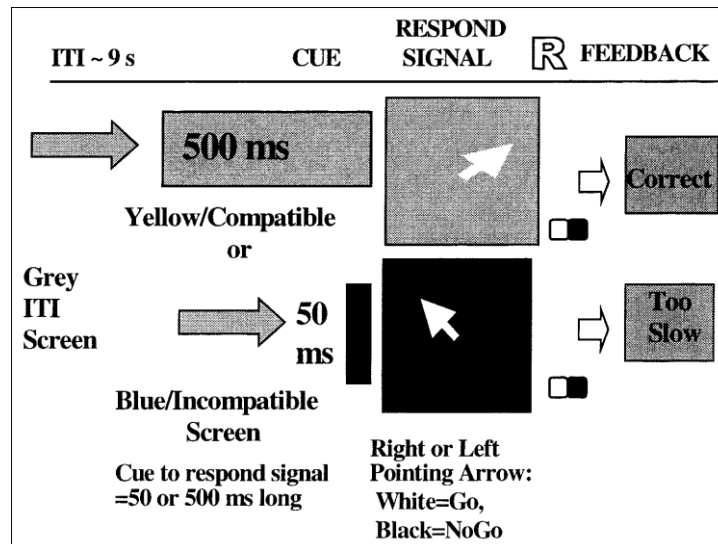 ITI ~ 9 s
CUE
RESPOND
SIGNAL
R
FEEDBACK
500 ms
Correct
Yellow/Compatible
or
Grey
ITI
Screen
50
ms
Too
Slow
Blue/Incompatible
Screen
Cue to respond signal
=50 or 500 ms long
Right or Left
Pointing Arrow:
White=Go,
Black=NoGo